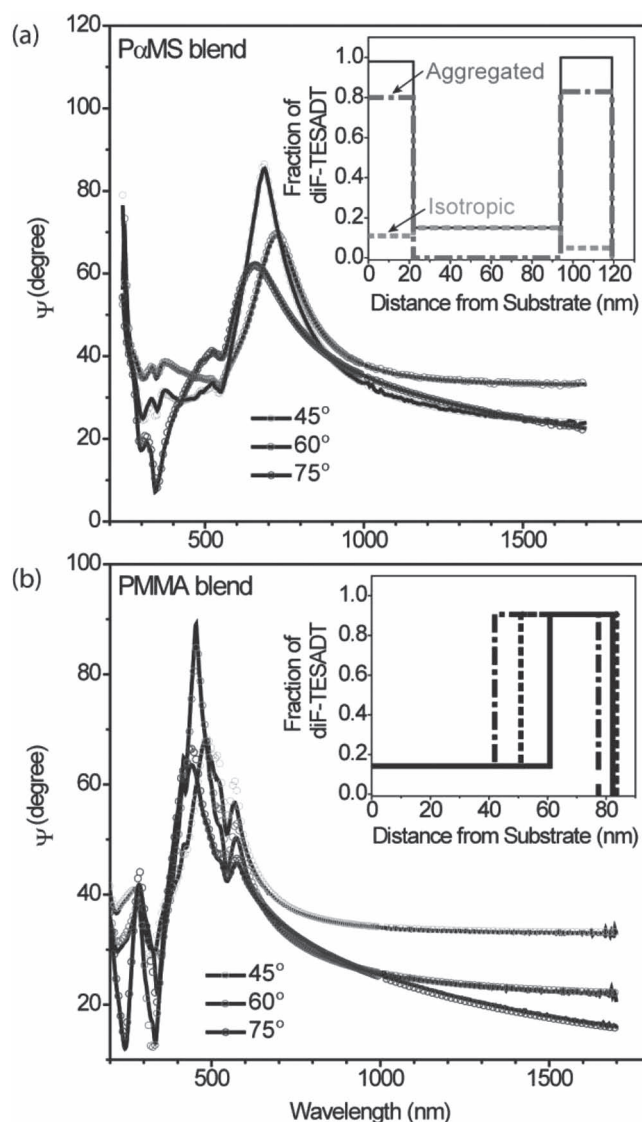 (a)
PαMS blend
120
100
80
60
40
20
0
Ψ (degree)
500
1000
1500
45°
60°
75°
1.0
0.8
0.6
0.4
0.2
0.0
Fraction of
diF-TESADT
Aggregated
Isotropic
0 20 40 60 80 100 120
Distance from Substrate (nm)
(b)
PMMA blend
100
80
60
40
20
Ψ (degree)
500
1000
1500
Wavelength (nm)
45°
60°
75°
1.0
0.8
0.6
0.4
0.2
0.0
Fraction of
diF-TESADT
0 20 40 60 80
Distance from Substrate (nm)